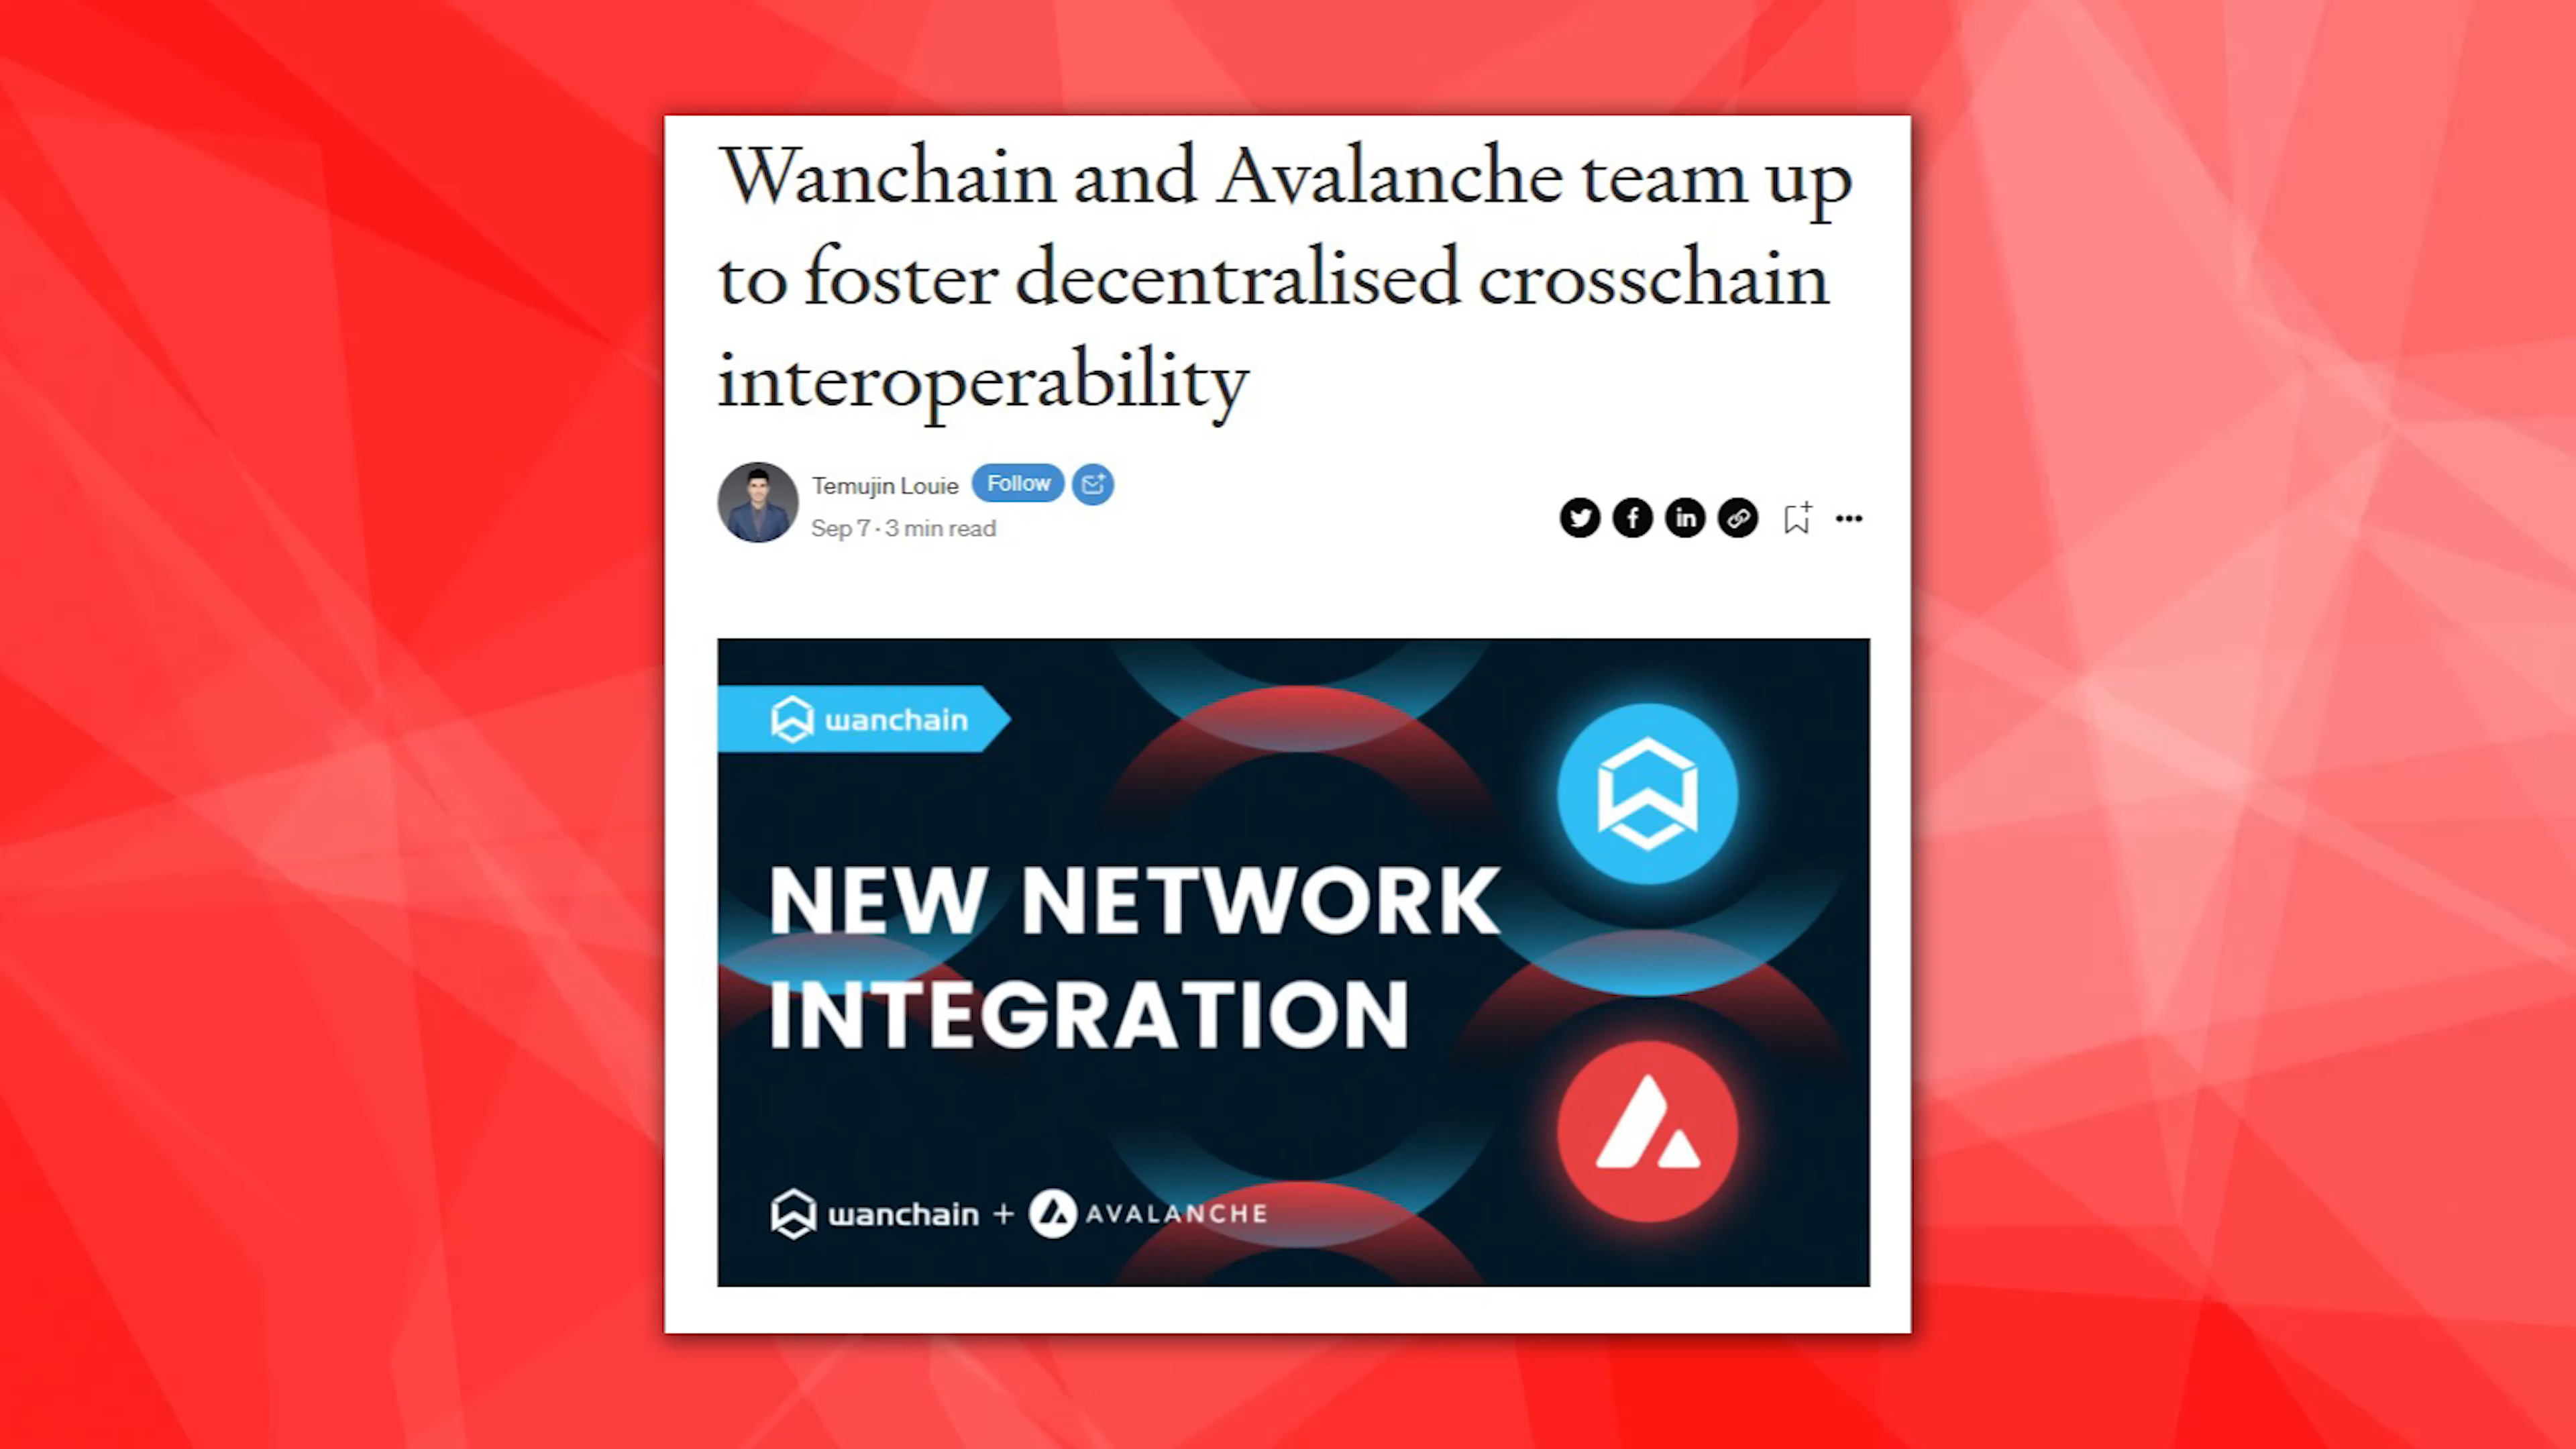 Wanchain and Avalanche team up
to foster decentralised crosschain
interoperability
Temujin Louie Follow
Sep 7 · 3 min read
wanchain
NEW NETWORK
INTEGRATION
wanchain + AVALANCHE